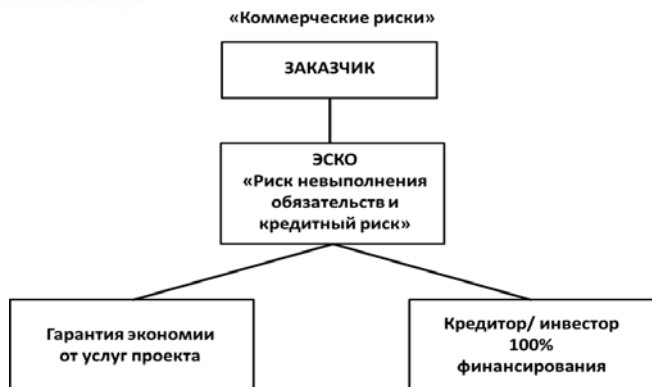 «Коммерческие риски»
ЗАКАЗЧИК
ЭСКО
«Риск невыполнения
обязательств и
кредитный риск»
Гарантия экономии
от услуг проекта
Кредитор/ инвестор
100%
финансирования